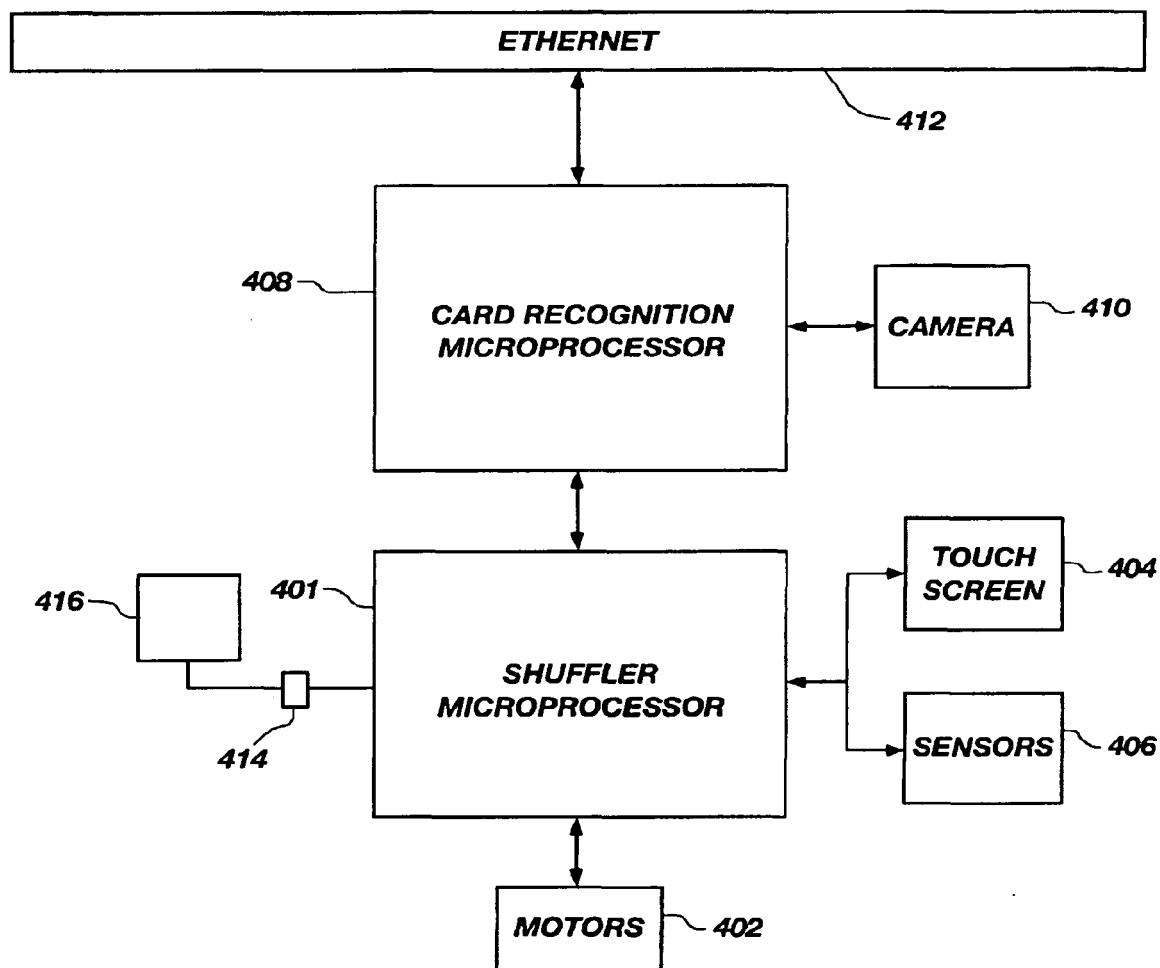 ETHERNET
412
408
CARD RECOGNITION
MICROPROCESSOR
CAMERA
410
416
401
414
SHUFFLER
MICROPROCESSOR
TOUCH
SCREEN
404
SENSORS
406
MOTORS
402